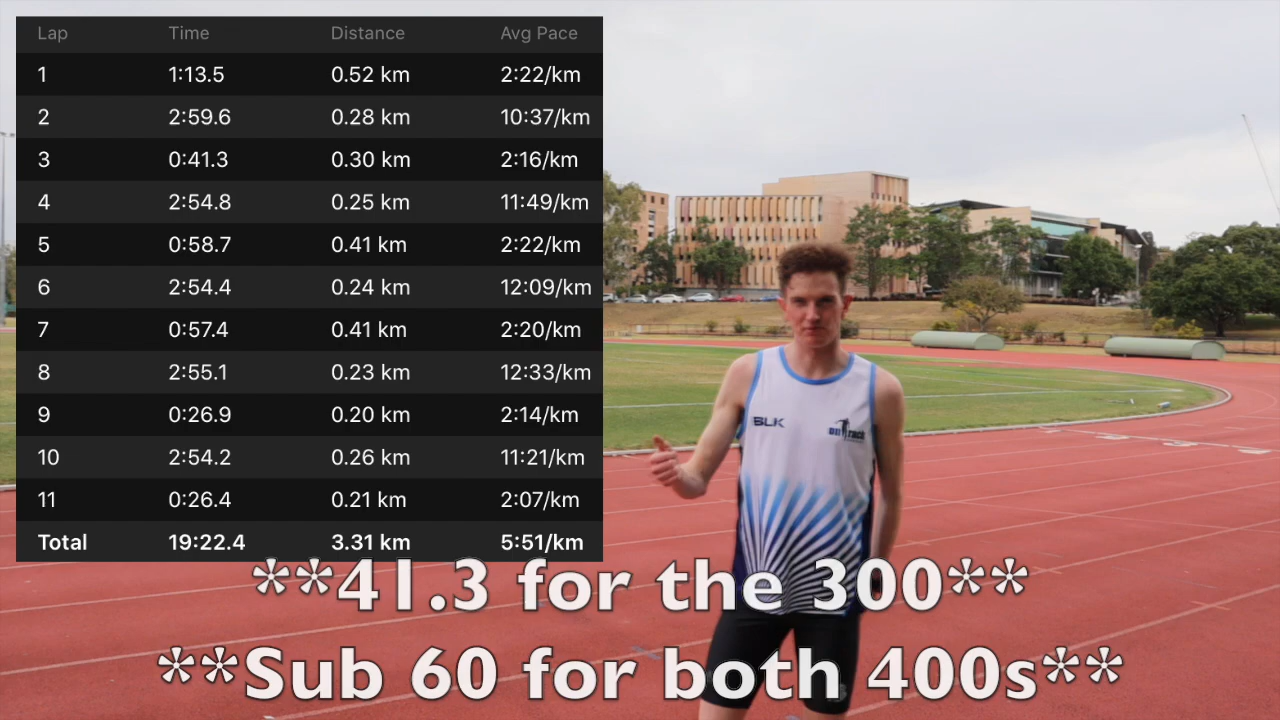 Lap Time Distance Avg Pace
1 1:13.5 0.52 km 2:22/km
2 2:59.6 0.28 km 10:37/km
3 0:41.3 0.30 km 2:16/km
4 2:54.8 0.25 km 11:49/km
5 0:58.7 0.41 km 2:22/km
6 2:54.4 0.24 km 12:09/km
7 0:57.4 0.41 km 2:20/km
8 2:55.1 0.23 km 12:33/km
9 0:26.9 0.20 km 2:14/km
10 2:54.2 0.26 km 11:21/km
11 0:26.4 0.21 km 2:07/km
Total 19:22.4 3.31 km 5:51/km
BLK
**41.3 for the 300**
**Sub 60 for both 400s**